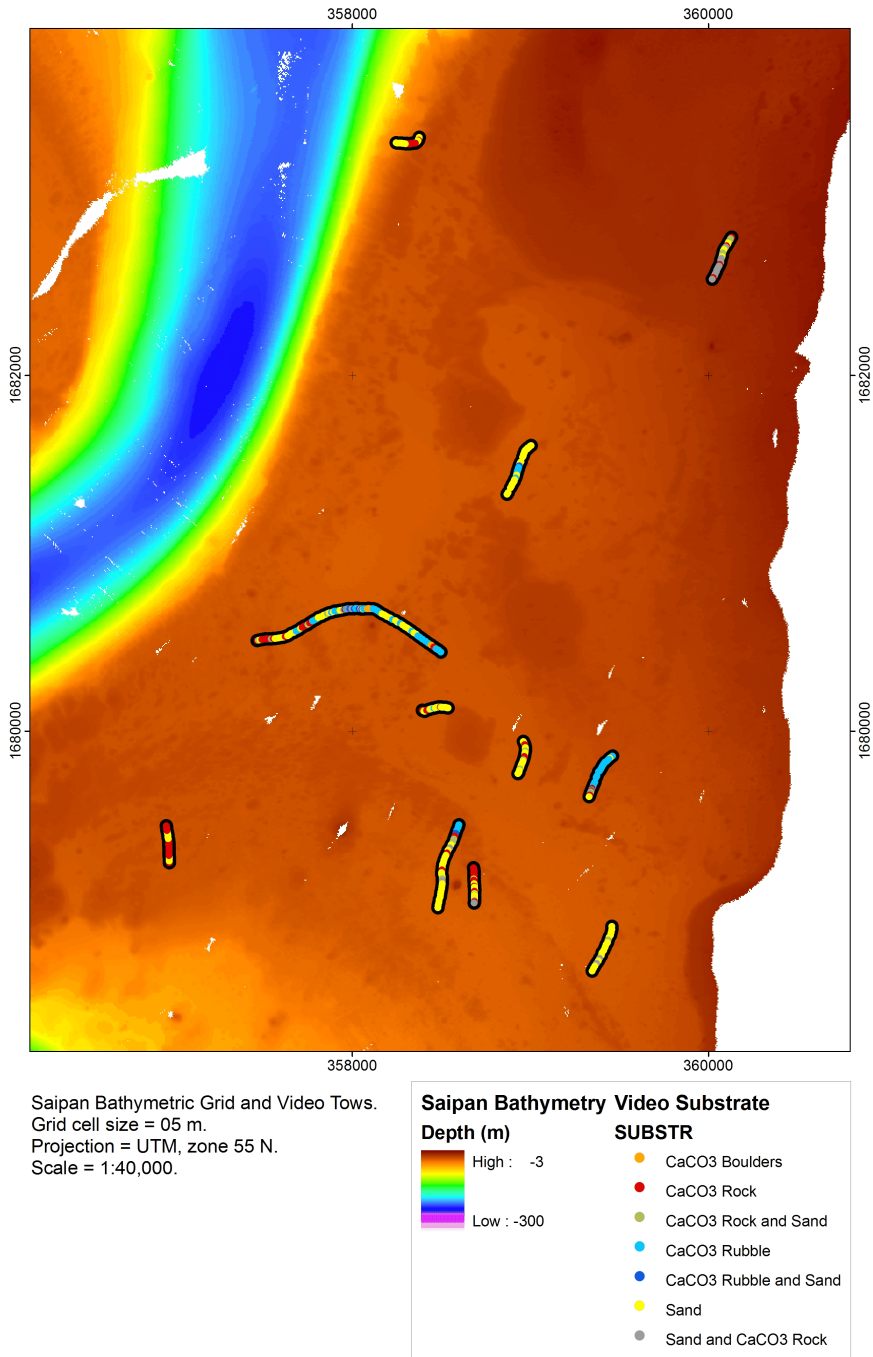 358000 360000
1682000 1682000
1680000 1680000
358000 360000
Saipan Bathymetric Grid and Video Tows.
Grid cell size = 05 m.
Projection = UTM, zone 55 N.
Scale = 1:40,000.
Saipan Bathymetry Video Substrate
Depth (m) SUBSTR
High : -3
Low : -300
CaCO3 Boulders
CaCO3 Rock
CaCO3 Rock and Sand
CaCO3 Rubble
CaCO3 Rubble and Sand
Sand
Sand and CaCO3 Rock